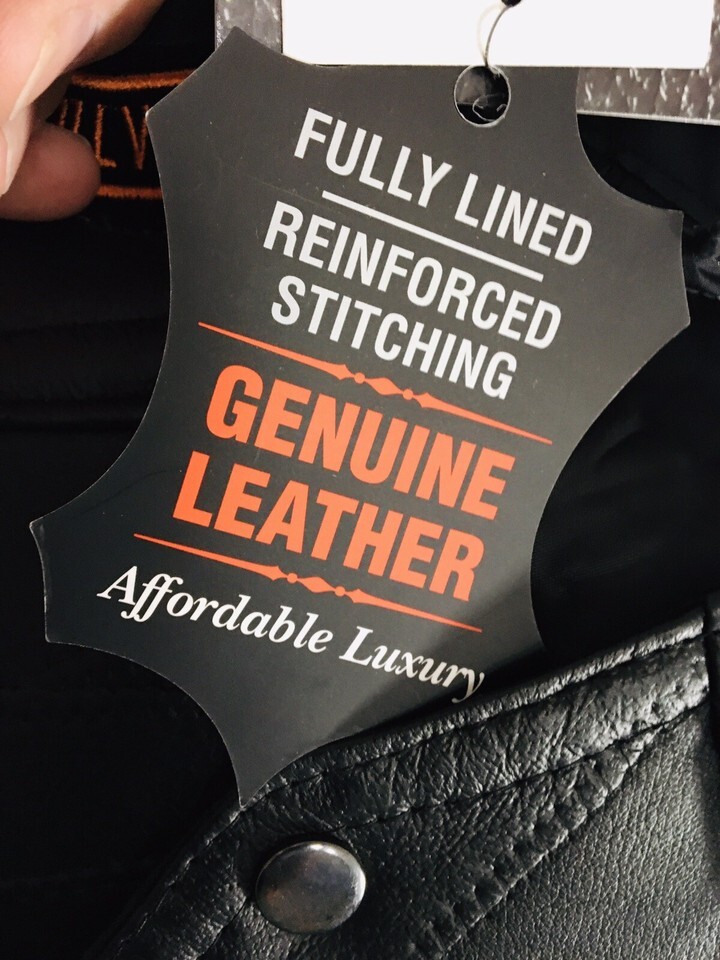 FULLY LINED
REINFORCED
STITCHING
GENUINE
LEATHER
Affordable Luxury